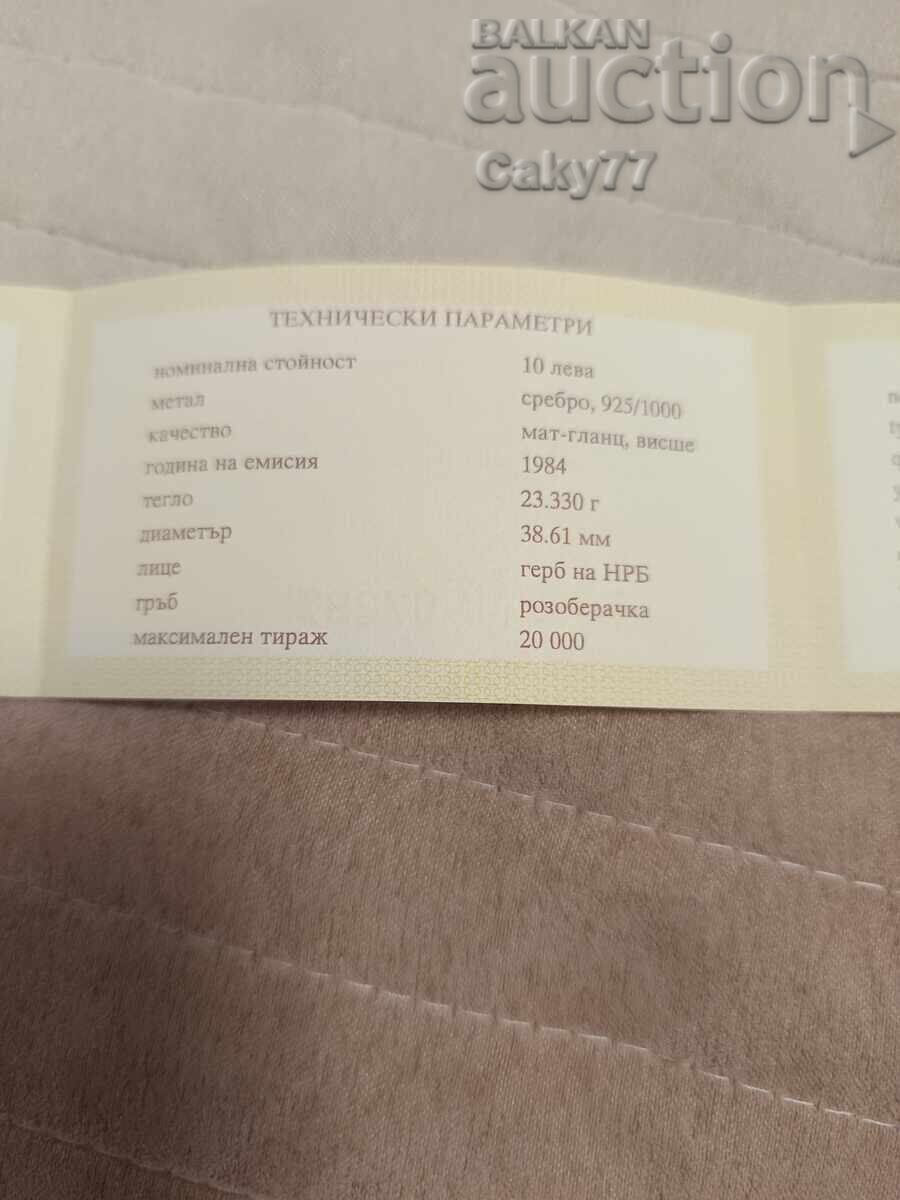 BALKAN
auction
Caky77
ТЕХНИЧЕСКИ ПАРАМЕТРИ
номинална стойност 10 лева
метал сребро, 925/1000
качество мат-гланц, висше
година на емисия 1984
тегло 23.330 г
диаметър 38.61 мм
лице герб на НРБ
гръб розоберачка
максимален тираж 20 000